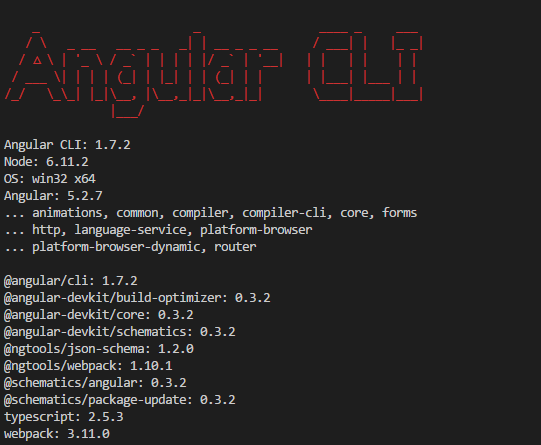 Angular CLI
Angular CLI: 1.7.2
Node: 6.11.2
OS: win32 x64
Angular: 5.2.7
... animations, common, compiler, compiler-cli, core, forms
... http, language-service, platform-browser
... platform-browser-dynamic, router
@angular/cli: 1.7.2
@angular-devkit/build-optimizer: 0.3.2
@angular-devkit/core: 0.3.2
@angular-devkit/schematics: 0.3.2
@ngtools/json-schema: 1.2.0
@ngtools/webpack: 1.10.1
@schematics/angular: 0.3.2
@schematics/package-update: 0.3.2
typescript: 2.5.3
webpack: 3.11.0